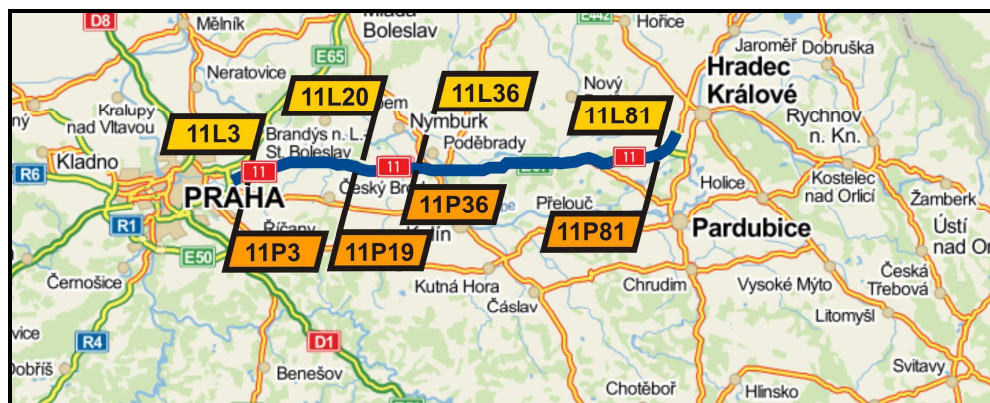 D8
Mělník
Mladá
Boleslav
E442
Hořice
Jaroměř
Dobruška
E65
Neratovice
Hradec
Králové
Kralupy
nad Vltavou
11L3
11L20
11L36
Nový
11L81
Rychnov
n. Kn.
Brandýs n. L.-
St. Boleslav
Nymburk
Poděbrady
Kladno
R6
11
11
11
PRAHA
Český Brod
Přelouč
Holice
Kostelec
nad Orlicí
Žamberk
R1
Říčany
11P3
11P19
11P36
Kolín
11P81
Pardubice
Ústí
nad Or
E50
Černošice
Kutná Hora
Čáslav
Chrudim
Vysoké Mýto
Česká
Třebová
Litomyšl
R4
D1
Dobříš
Benešov
Chotěboř
Hlinsko
Svitavy